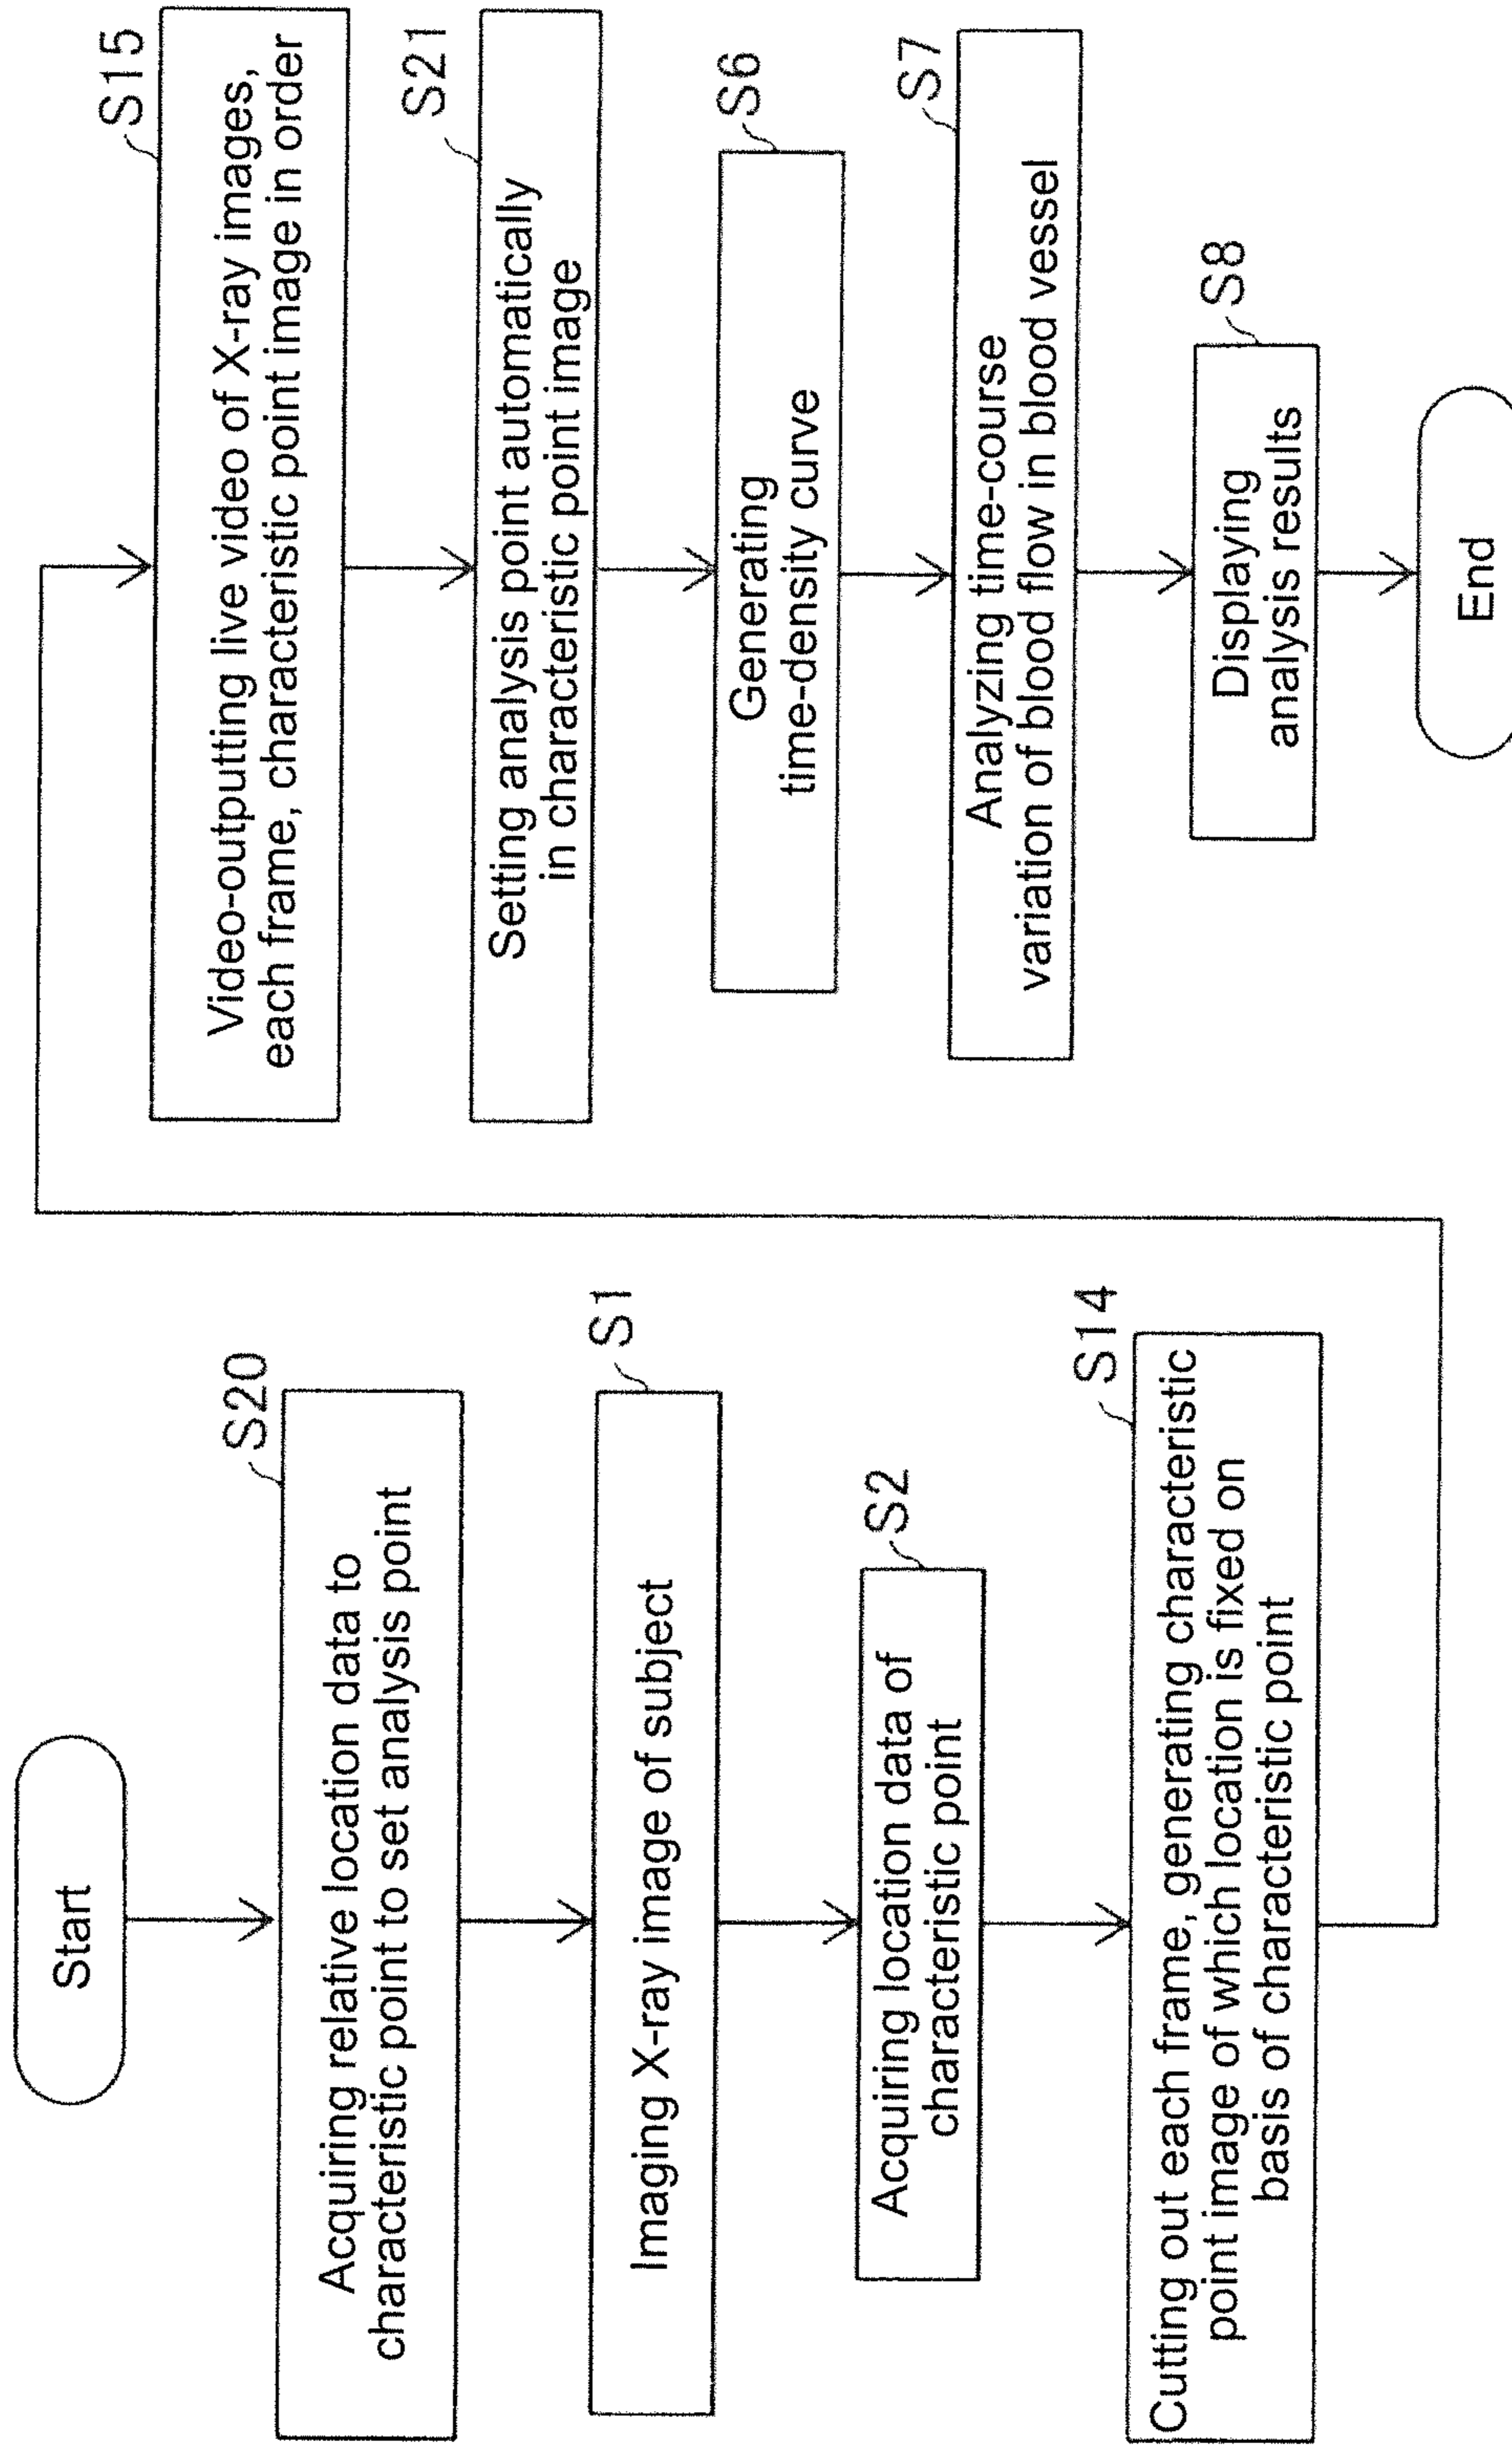 Start
S20
Acquiring relative location data to
characteristic point to set analysis point
S1
Imaging X-ray image of subject
S2
Acquiring location data of
characteristic point
S14
Cutting out each frame, generating characteristic
point image of which location is fixed on
basis of characteristic point
S15
Video-outputting live video of X-ray images,
each frame, characteristic point image in order
S21
Setting analysis point automatically
in characteristic point image
S6
Generating
time-density curve
S7
Analyzing time-course
variation of blood flow in blood vessel
S8
Displaying
analysis results
End